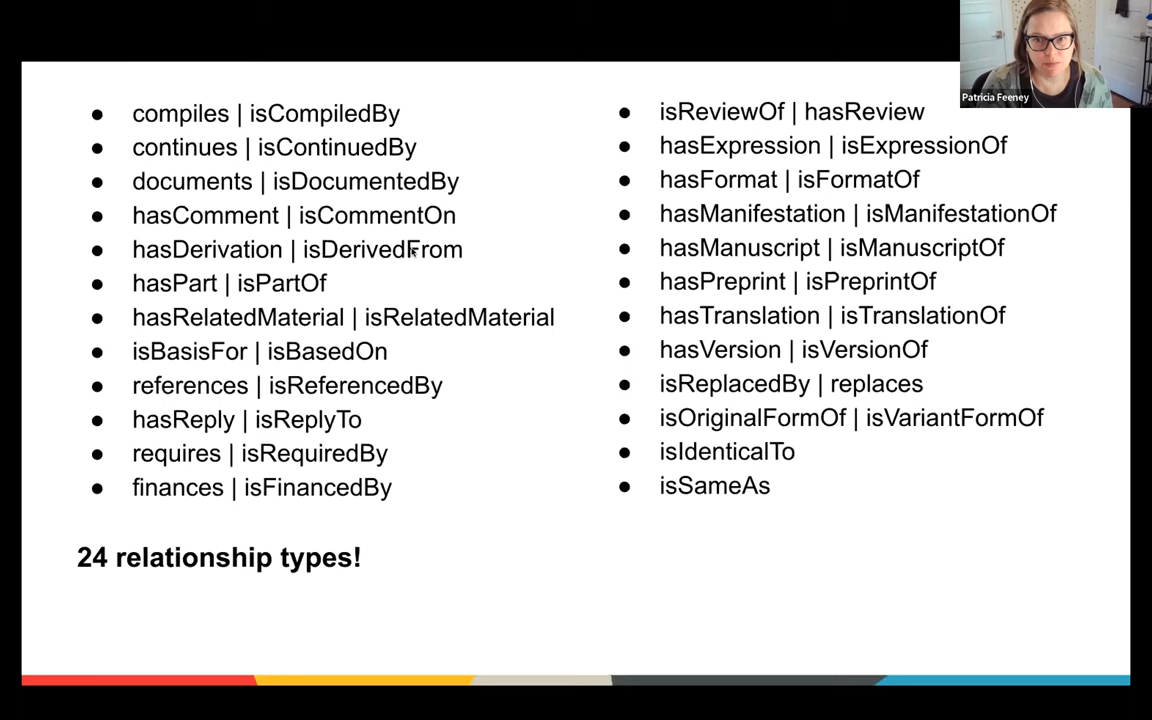 compiles | isCompiledBy
continues | isContinuedBy
documents | isDocumentedBy
hasComment | isCommentOn
hasDerivation | isDerivedFrom
hasPart | isPartOf
hasRelatedMaterial | isRelatedMaterial
isBasisFor | isBasedOn
references | isReferencedBy
hasReply | isReplyTo
requires | isRequiredBy
finances | isFinancedBy
24 relationship types!
isReviewOf | hasReview
hasExpression | isExpressionOf
hasFormat | isFormatOf
hasManifestation | isManifestationOf
hasManuscript | isManuscriptOf
hasPreprint | isPreprintOf
hasTranslation | isTranslationOf
hasVersion | isVersionOf
isReplacedBy | replaces
isOriginalFormOf | isVariantFormOf
isIdenticalTo
isSameAs
Patricia Feeney